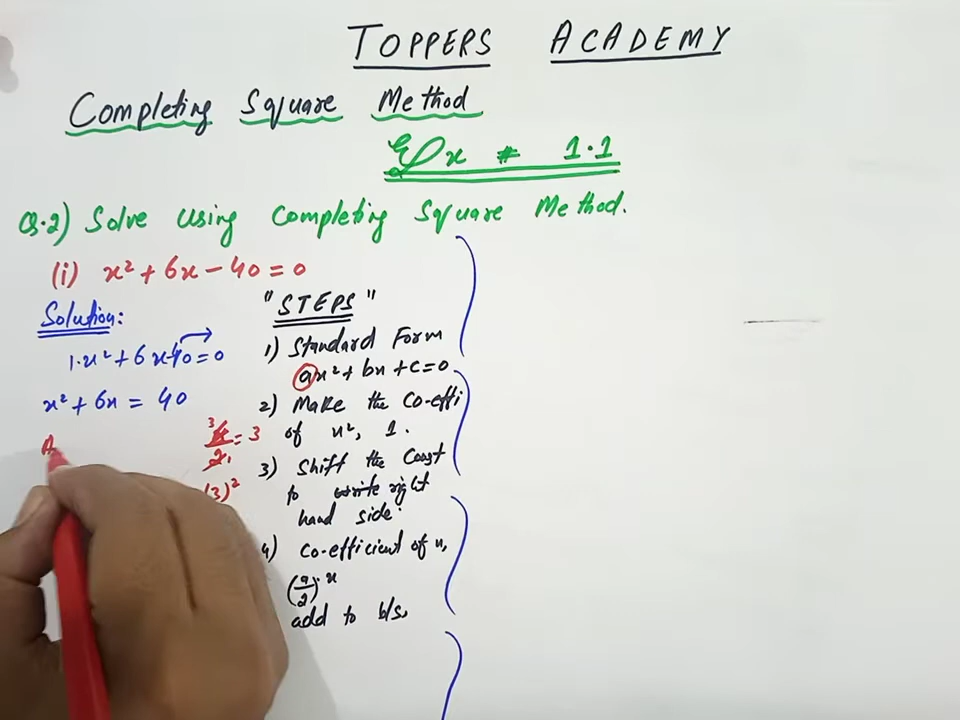 TOPPERS ACADEMY
Completing Square Method
Ex # 1.1
Q.2) Solve using Completing Square Method.
(i) x² + 6x - 40 = 0
Solution:
1·x² + 6x - 40 = 0
x² + 6x = 40
A
6/2 = 3
(3)²
"STEPS"
1) Standard Form
ax² + bx + c = 0
2) Make the Co-effi
of x², 1.
3) Shift the Const
to write right
hand side.
4) Co-efficient of x,
add to b/s,